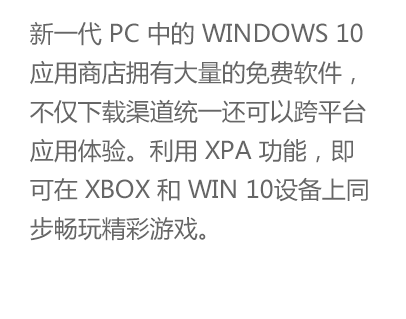 新一代 PC 中的 WINDOWS 10
应用商店拥有大量的免费软件，
不仅下载渠道统一还可以跨平台
应用体验。利用 XPA 功能，即
可在 XBOX 和 WIN 10设备上同
步畅玩精彩游戏。